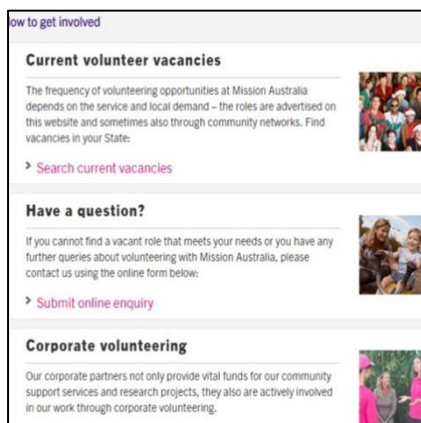 low to get involved
Current volunteer vacancies
The frequency of volunteering opportunities at Mission Australia
depends on the service and local demand – the roles are advertised on
this website and sometimes also through community networks. Find
vacancies in your State:
> Search current vacancies
Have a question?
If you cannot find a vacant role that meets your needs or you have any
further queries about volunteering with Mission Australia, please
contact us using the online form below:
> Submit online enquiry
Corporate volunteering
Our corporate partners not only provide vital funds for our community
support services and research projects, they also are actively involved
in our work through corporate volunteering.